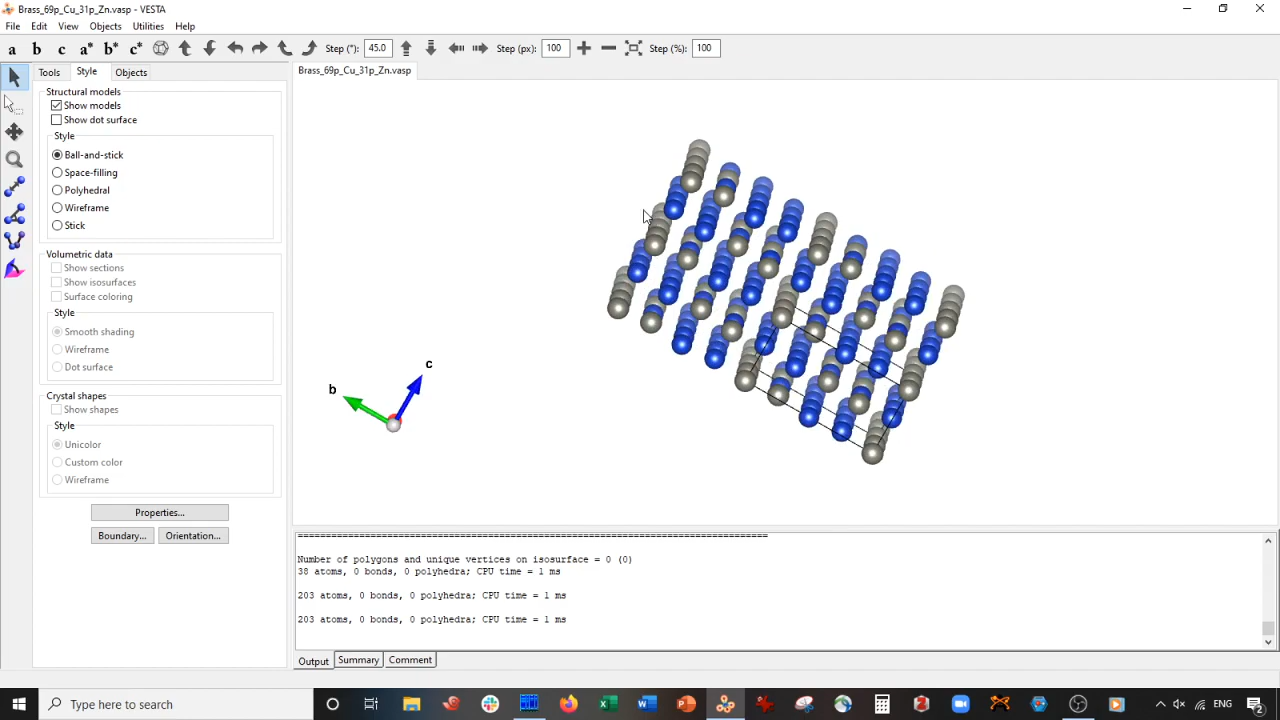 Brass_69p_Cu_31p_Zn.vasp - VESTA
File Edit View Objects Utilities Help
a b c a* b* c* Step (°): 45.0 Step (px): 100 Step (%): 100
Tools Style Objects
Brass_69p_Cu_31p_Zn.vasp
Structural models
Show models
Show dot surface
Style
Ball-and-stick
Space-filling
Polyhedral
Wireframe
Stick
Volumetric data
Show sections
Show isosurfaces
Surface coloring
Style
Smooth shading
Wireframe
Dot surface
Crystal shapes
Show shapes
Style
Unicolor
Custom color
Wireframe
Properties...
Boundary... Orientation...
c
b
Number of polygons and unique vertices on isosurface = 0 (0)
38 atoms, 0 bonds, 0 polyhedra; CPU time = 1 ms
203 atoms, 0 bonds, 0 polyhedra; CPU time = 1 ms
203 atoms, 0 bonds, 0 polyhedra; CPU time = 1 ms
Output Summary Comment
Type here to search
ENG
2